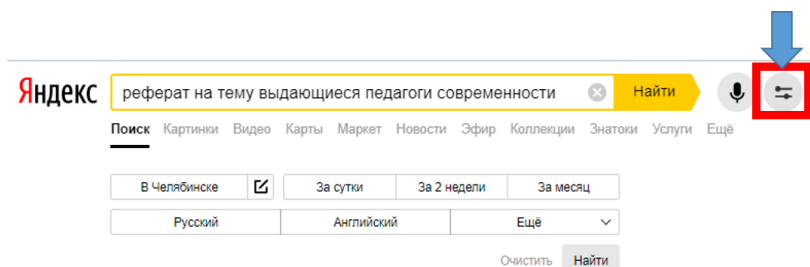 Яндекс реферат на тему выдающиеся педагоги современности Найти
Поиск Картинки Видео Карты Маркет Новости Эфир Коллекции Знатоки Услуги Ещё
В Челябинске За сутки За 2 недели За месяц
Русский Английский Ещё
Очистить Найти